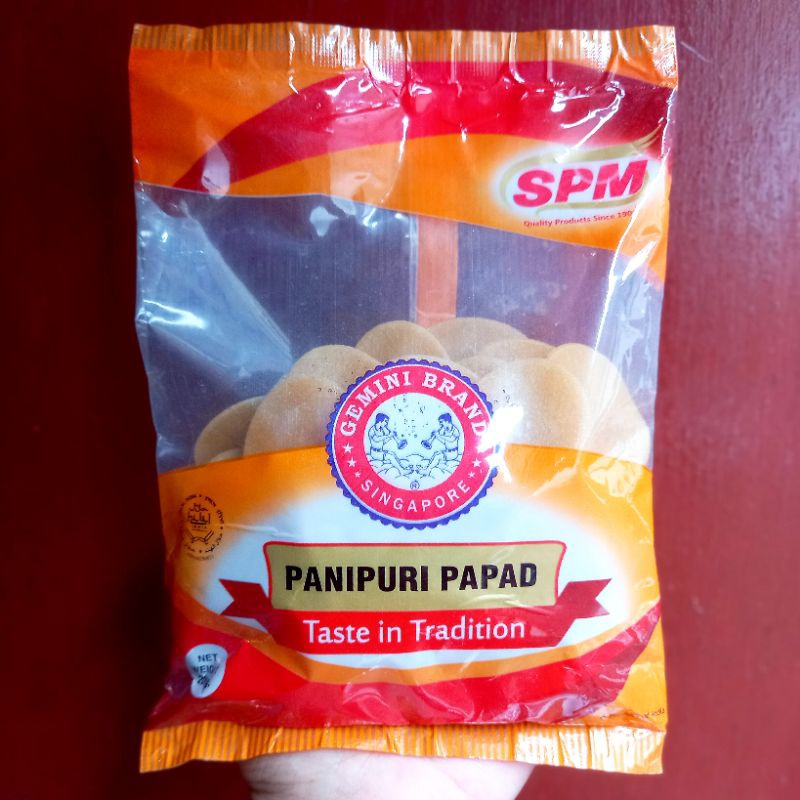 SPM
Quality Products Since
GEMINI BRAND
SINGAPORE
PANIPURI PAPAD
Taste in Tradition
NET